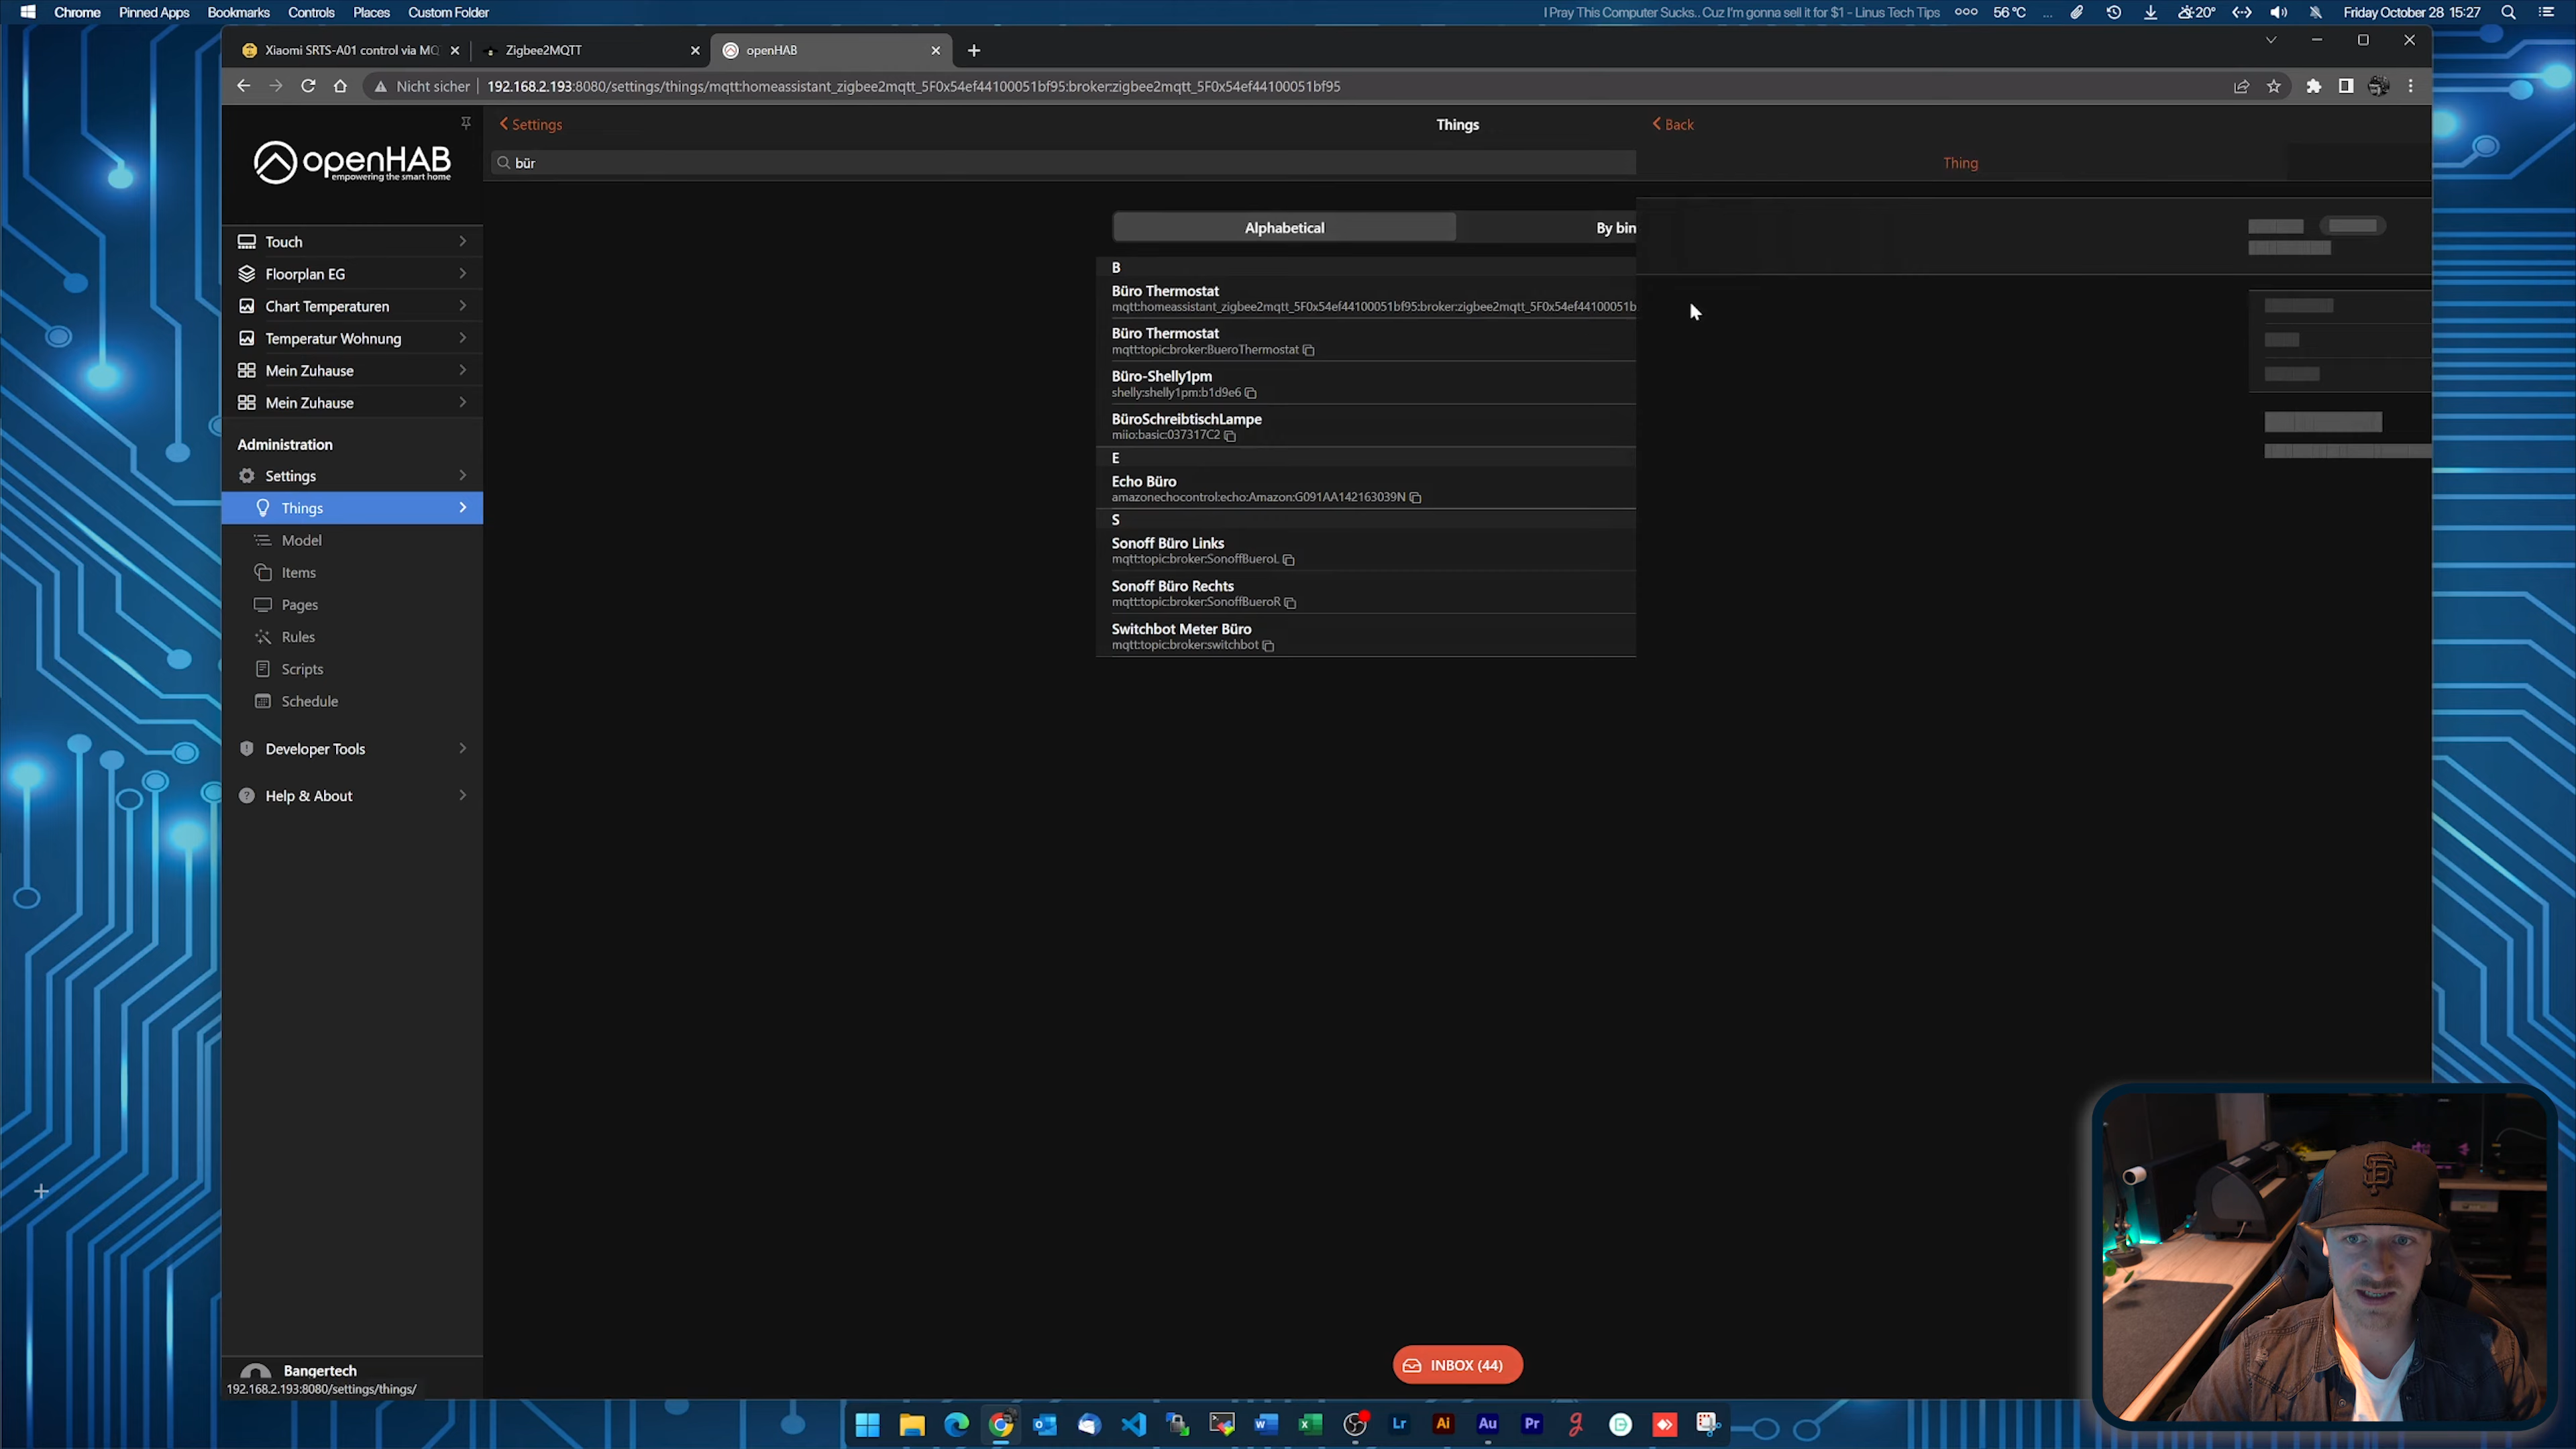 Chrome Pinned Apps Bookmarks Controls Places Custom Folder I Pray This Computer Sucks.. Cuz I'm gonna sell it for $1 - Linus Tech Tips 56 °C ... 20° Friday October 28 15:27
Xiaomi SRTS-A01 control via MQ Zigbee2MQTT openHAB
Nicht sicher 192.168.2.193:8080/settings/things/mqtt:homeassistant_zigbee2mqtt_5F0x54ef44100051bf95:broker:zigbee2mqtt_5F0x54ef44100051bf95
openHAB
empowering the smart home
Touch
Floorplan EG
Chart Temperaturen
Temperatur Wohnung
Mein Zuhause
Mein Zuhause
Administration
Settings
Things
Model
Items
Pages
Rules
Scripts
Schedule
Developer Tools
Help & About
Bangertech
192.168.2.193:8080/settings/things/
Settings Things
bür
Alphabetical By bin
B
Büro Thermostat
mqtt:homeassistant_zigbee2mqtt_5F0x54ef44100051bf95:broker:zigbee2mqtt_5F0x54ef44100051b
Büro Thermostat
mqtt:topic:broker:BueroThermostat
Büro-Shelly1pm
shelly:shelly1pm:b1d9e6
BüroSchreibtischLampe
miio:basic:037317C2
E
Echo Büro
amazonechocontrol:echo:Amazon:G091AA142163039N
S
Sonoff Büro Links
mqtt:topic:broker:SonoffBueroL
Sonoff Büro Rechts
mqtt:topic:broker:SonoffBueroR
Switchbot Meter Büro
mqtt:topic:broker:switchbot
INBOX (44)
Back
Thing
Lr Ai Au Pr